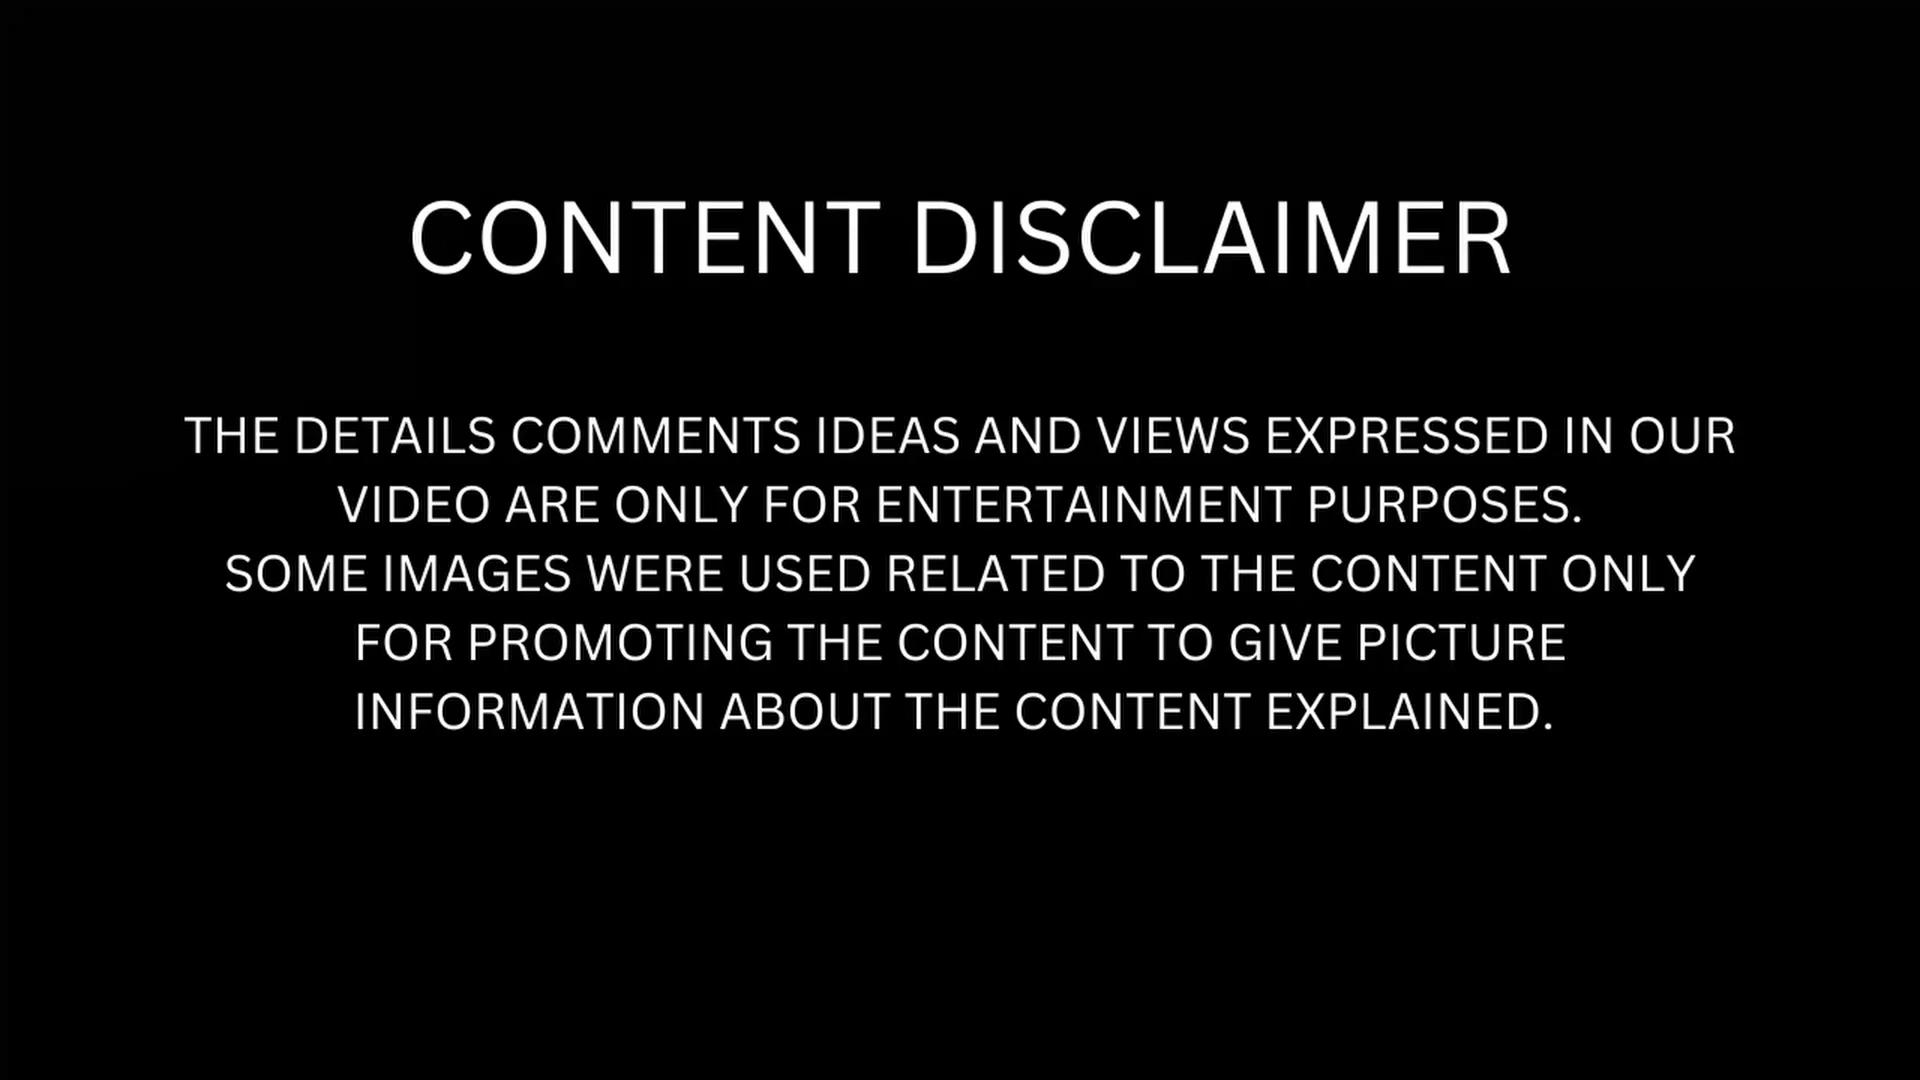 CONTENT DISCLAIMER
THE DETAILS COMMENTS IDEAS AND VIEWS EXPRESSED IN OUR
VIDEO ARE ONLY FOR ENTERTAINMENT PURPOSES.
SOME IMAGES WERE USED RELATED TO THE CONTENT ONLY
FOR PROMOTING THE CONTENT TO GIVE PICTURE
INFORMATION ABOUT THE CONTENT EXPLAINED.